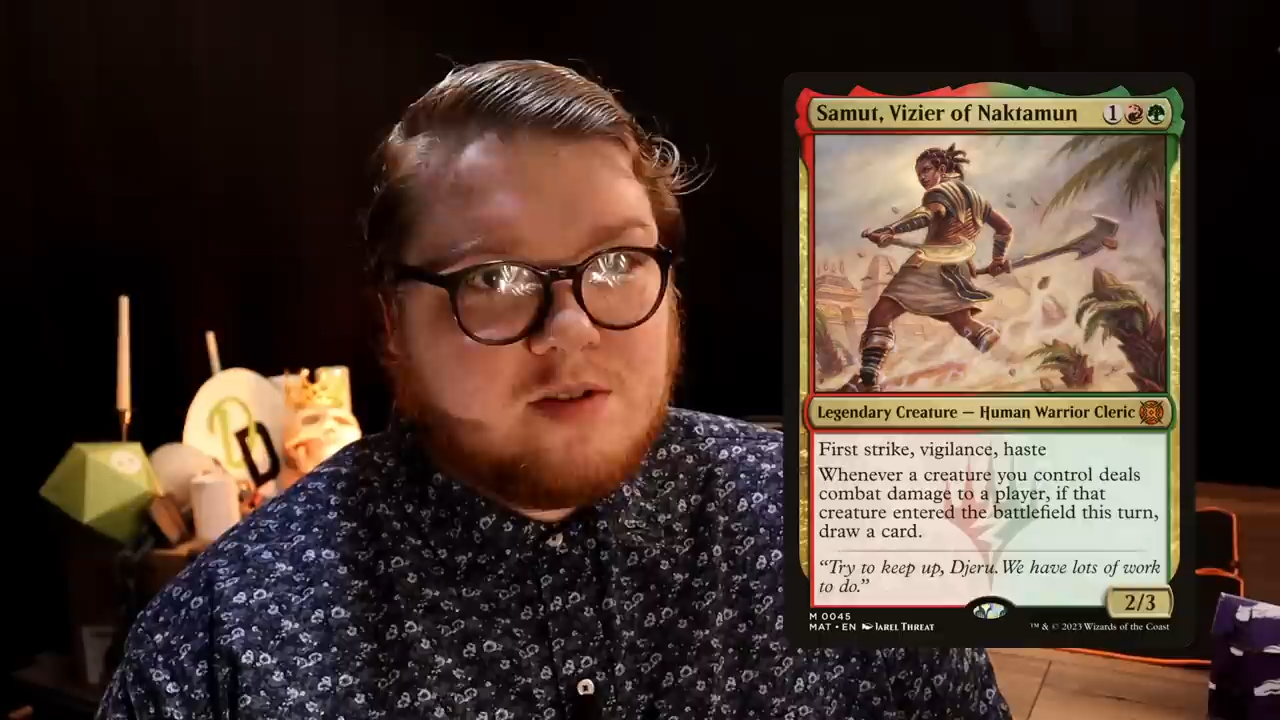 Samut, Vizier of Naktamun 1
Legendary Creature — Human Warrior Cleric
First strike, vigilance, haste
Whenever a creature you control deals
combat damage to a player, if that
creature entered the battlefield this turn,
draw a card.
“Try to keep up, Djeru. We have lots of work
to do.”
2/3
M 0045
MAT • EN JAREL THREAT
™ & © 2023 Wizards of the Coast
D